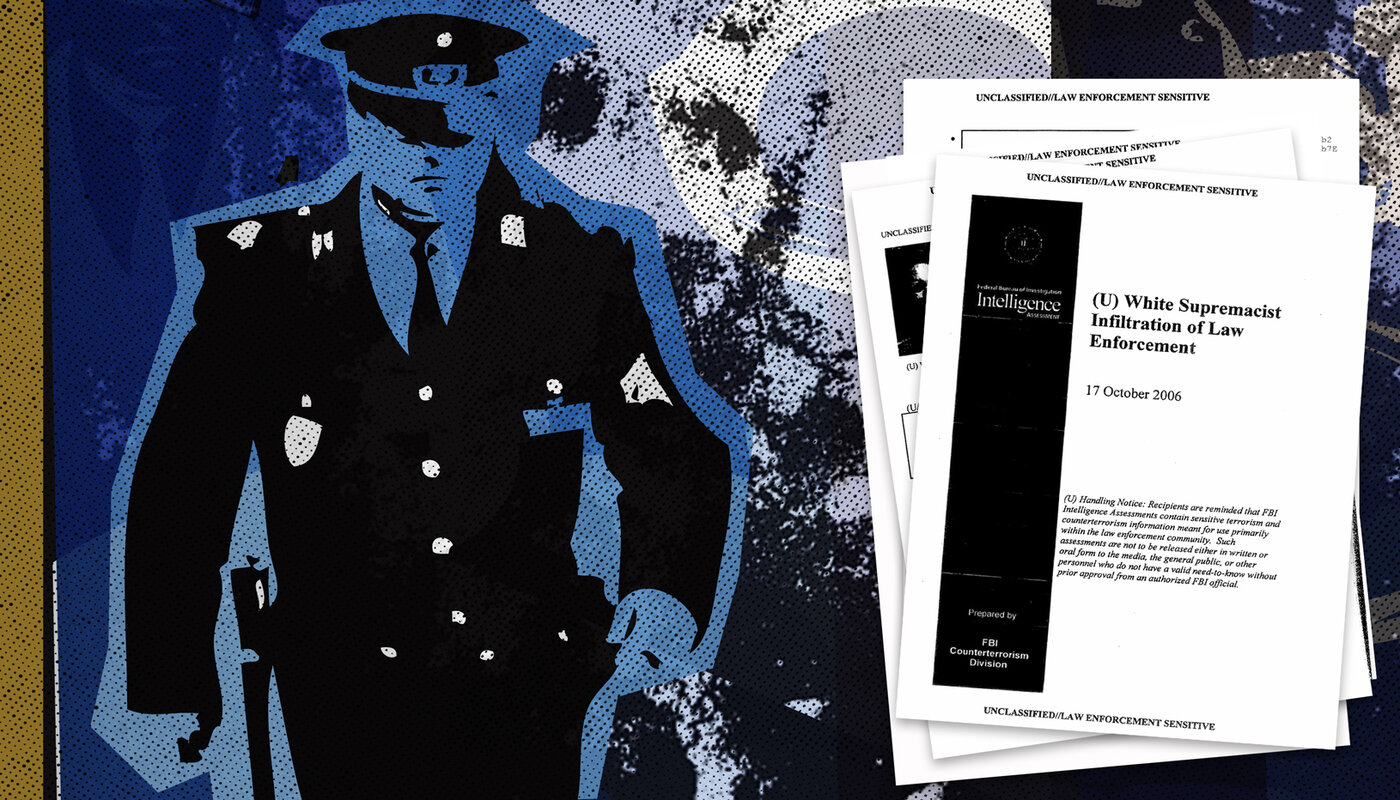 UNCLASSIFIED//LAW ENFORCEMENT SENSITIVE
b2
b7E
SIFIED//LAW ENFORCEMENT SENSITIVE
NT SENSITIVE
UNCLASSIFIE
(U)
(U/
UNCLASSIFIED//LAW ENFORCEMENT SENSITIVE
Federal Bureau of Investigation
Intelligence
ASSESSMENT
(U) White Supremacist
Infiltration of Law
Enforcement
17 October 2006
(U) Handling Notice: Recipients are reminded that FBI
Intelligence Assessments contain sensitive terrorism and
counterterrorism information meant for use primarily
within the law enforcement community. Such
assessments are not to be released either in written or
oral form to the media, the general public, or other
personnel who do not have a valid need-to-know without
prior approval from an authorized FBI official.
Prepared by
FBI
Counterterrorism
Division
UNCLASSIFIED//LAW ENFORCEMENT SENSITIVE